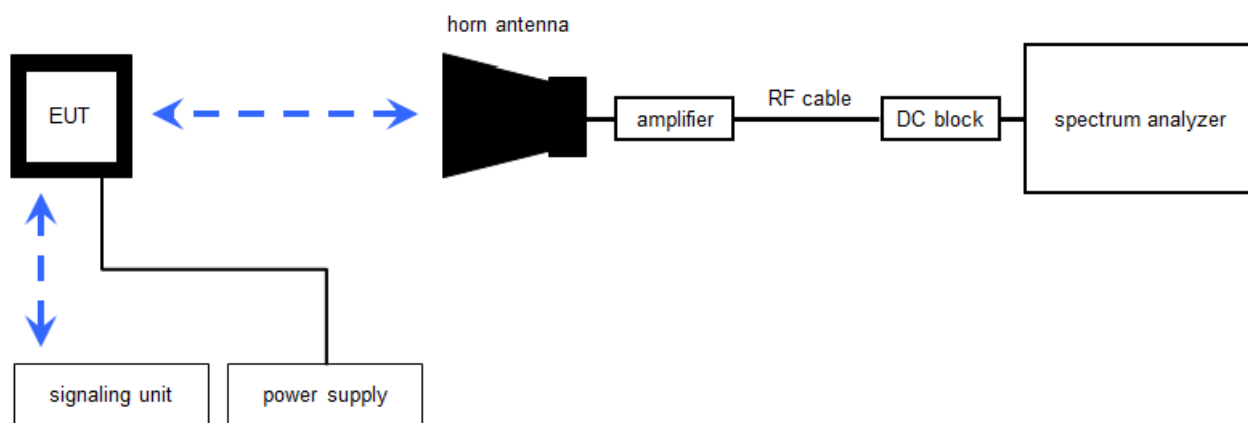 horn antenna
EUT
amplifier
RF cable
DC block
spectrum analyzer
signaling unit
power supply